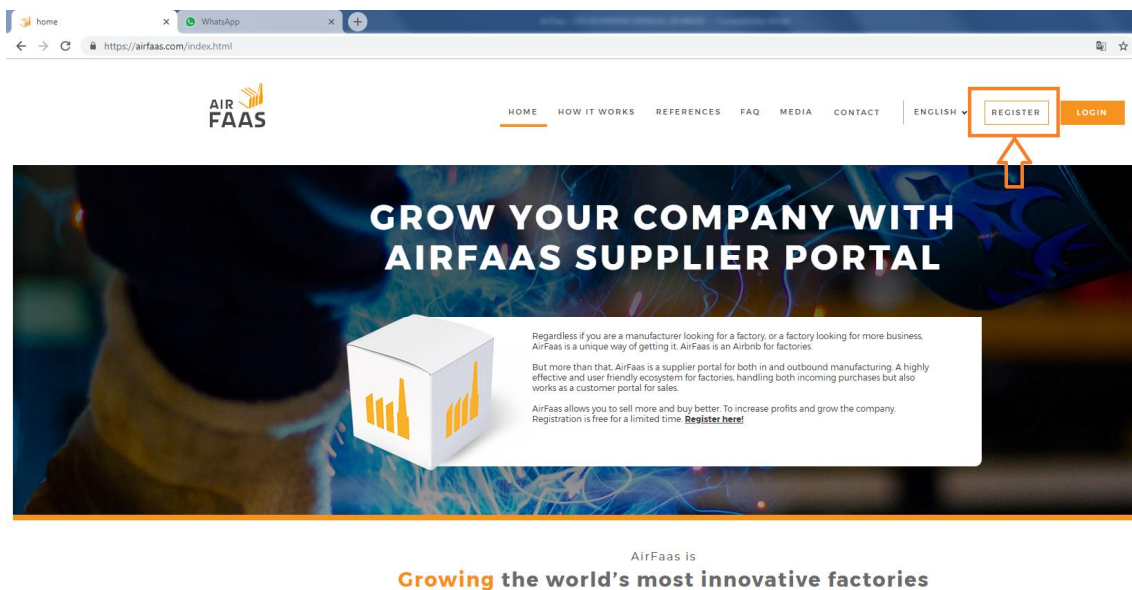 home
WhatsApp
https://airfaas.com/index.html
AIR
FAAS
HOME HOW IT WORKS REFERENCES FAQ MEDIA CONTACT ENGLISH REGISTER LOGIN
GROW YOUR COMPANY WITH
AIRFAAS SUPPLIER PORTAL
Regardless if you are a manufacturer looking for a factory, or a factory looking for more business,
AirFaas is a unique way of getting it. AirFaas is an Airbnb for factories.
But more than that, AirFaas is a supplier portal for both in and outbound manufacturing. A highly
effective and user friendly ecosystem for factories, handling both incoming purchases but also
works as a customer portal for sales.
AirFaas allows you to sell more and buy better. To increase profits and grow the company.
Registration is free for a limited time. Register here!
AirFaas is
Growing the world's most innovative factories